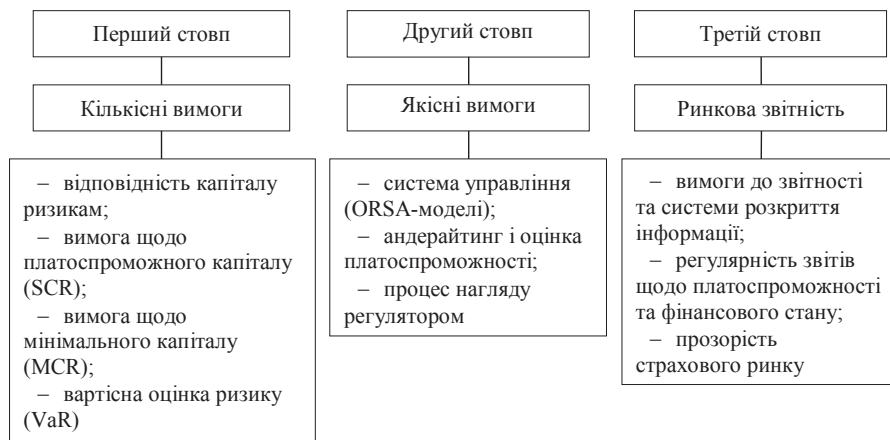 Перший стовп
Кількісні вимоги
– відповідність капіталу
ризикам;
– вимога щодо
платоспроможного капіталу
(SCR);
– вимога щодо
мінімального капіталу
(MCR);
– вартісна оцінка ризику
(VaR)
Другий стовп
Якісні вимоги
– система управління
(ORSA-моделі);
– андерайтинг і оцінка
платоспроможності;
– процес нагляду
регулятором
Третій стовп
Ринкова звітність
– вимоги до звітності
та системи розкриття
інформації;
– регулярність звітів
щодо платоспроможності
та фінансового стану;
– прозорість
страхового ринку